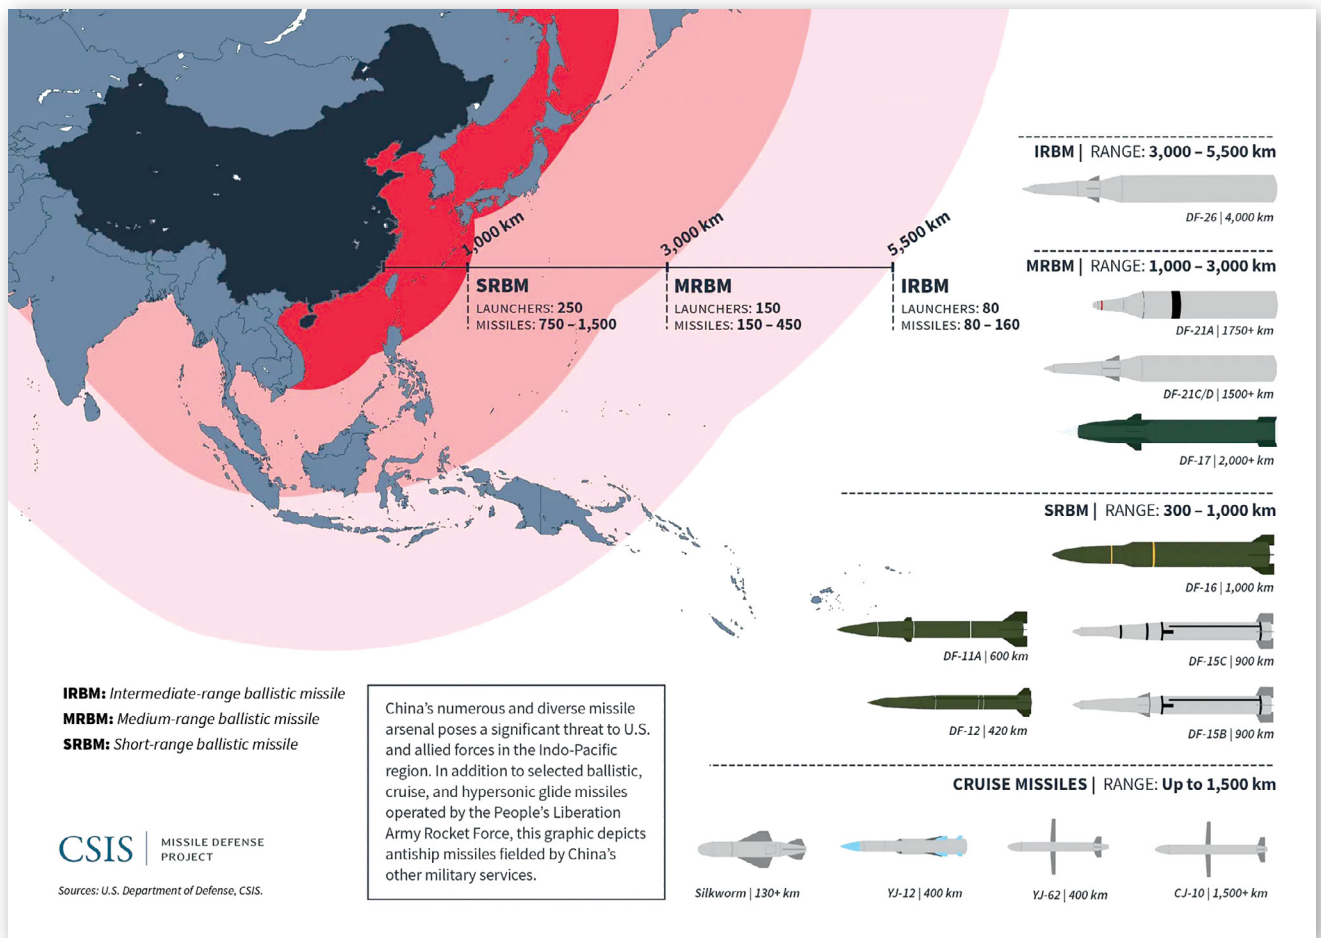 1,000 km
3,000 km
5,500 km
SRBM
LAUNCHERS: 250
MISSILES: 750 – 1,500
MRBM
LAUNCHERS: 150
MISSILES: 150 – 450
IRBM
LAUNCHERS: 80
MISSILES: 80 – 160
IRBM | RANGE: 3,000 – 5,500 km
DF-26 | 4,000 km
MRBM | RANGE: 1,000 – 3,000 km
DF-21A | 1750+ km
DF-21C/D | 1500+ km
DF-17 | 2,000+ km
SRBM | RANGE: 300 – 1,000 km
DF-16 | 1,000 km
DF-11A | 600 km
DF-15C | 900 km
DF-12 | 420 km
DF-15B | 900 km
CRUISE MISSILES | RANGE: Up to 1,500 km
Silkworm | 130+ km
YJ-12 | 400 km
YJ-62 | 400 km
CJ-10 | 1,500+ km
IRBM: Intermediate-range ballistic missile
MRBM: Medium-range ballistic missile
SRBM: Short-range ballistic missile
China's numerous and diverse missile
arsenal poses a significant threat to U.S.
and allied forces in the Indo-Pacific
region. In addition to selected ballistic,
cruise, and hypersonic glide missiles
operated by the People's Liberation
Army Rocket Force, this graphic depicts
antiship missiles fielded by China's
other military services.
CSIS
MISSILE DEFENSE
PROJECT
Sources: U.S. Department of Defense, CSIS.